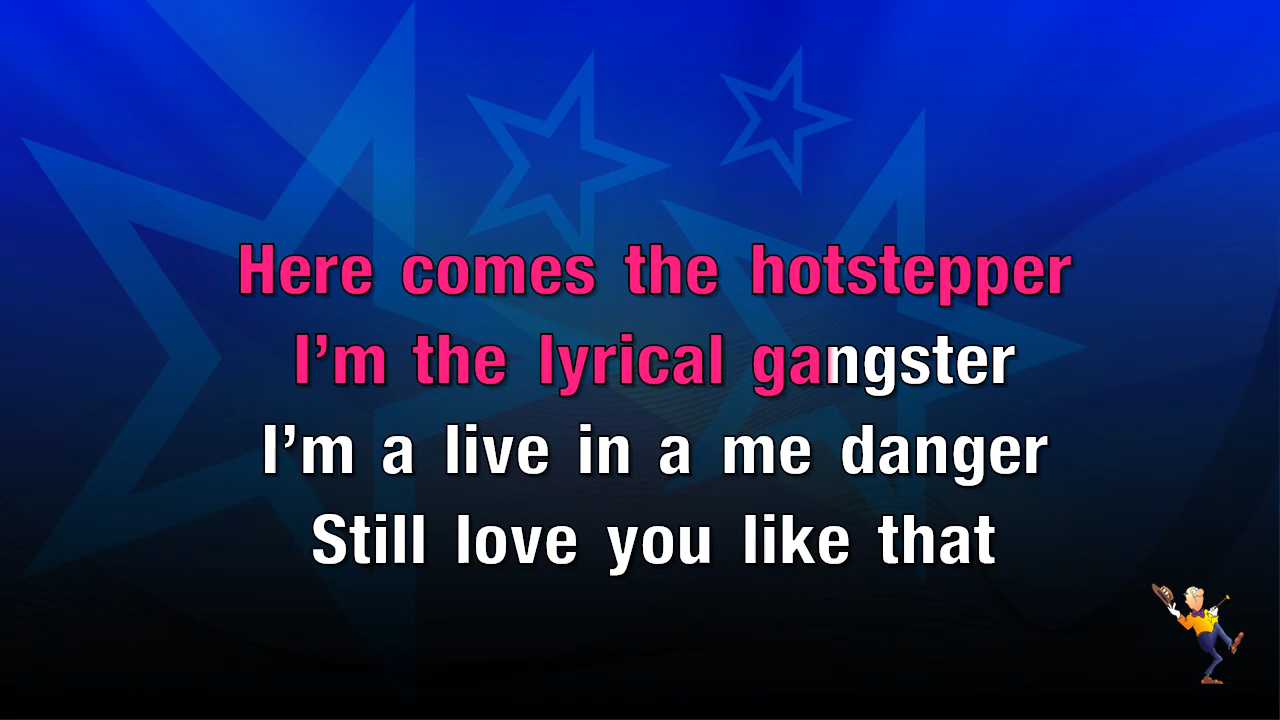 Here comes the hotstepper
I'm the lyrical gangster
I'm a live in a me danger
Still love you like that